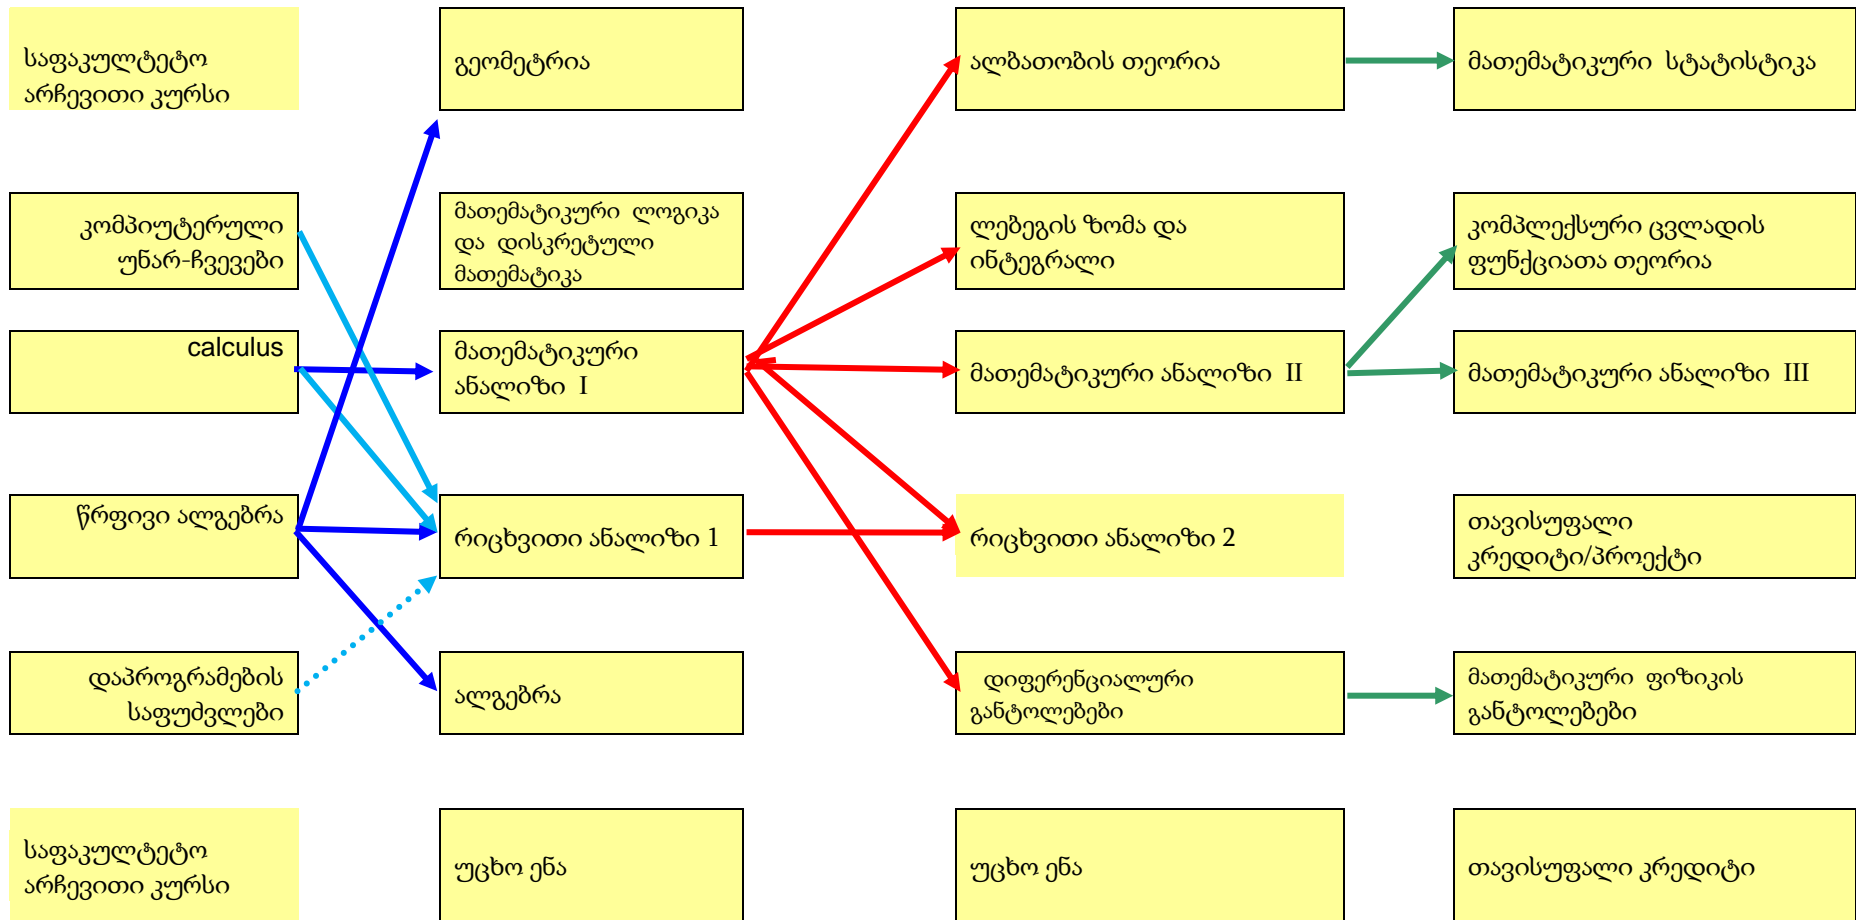 საფაკულტეტო
არჩევითი კურსი
გეომეტრია
ალბათობის თეორია
მათემატიკური სტატისტიკა
კომპიუტერული
უნარ-ჩვევები
მათემატიკური ლოგიკა
და დისკრეტული
მათემატიკა
ლებეგის ზომა და
ინტეგრალი
კომპლექსური ცვლადის
ფუნქციათა თეორია
calculus
მათემატიკური
ანალიზი I
მათემატიკური ანალიზი II
მათემატიკური ანალიზი III
წრფივი ალგებრა
რიცხვითი ანალიზი 1
რიცხვითი ანალიზი 2
თავისუფალი
კრედიტი/პროექტი
დაპროგრამების
საფუძვლები
ალგებრა
დიფერენციალური
განტოლებები
მათემატიკური ფიზიკის
განტოლებები
საფაკულტეტო
არჩევითი კურსი
უცხო ენა
უცხო ენა
თავისუფალი კრედიტი